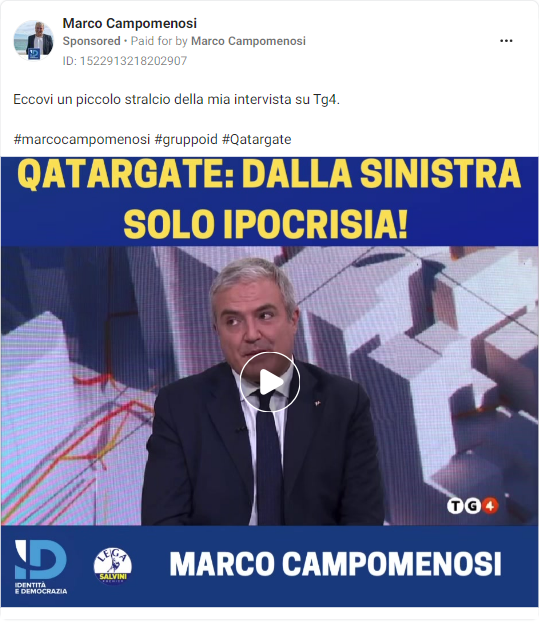 Marco Campomenosi
Sponsored • Paid for by Marco Campomenosi
ID: 1522913218202907
Eccovi un piccolo stralcio della mia intervista su Tg4.
#marcocampomenosi #gruppoid #Qatargate
QATARGATE: DALLA SINISTRA
SOLO IPOCRISIA!
TG4
ID
IDENTITÀ
E DEMOCRAZIA
LEGA
SALVINI
PREMIER
MARCO CAMPOMENOSI